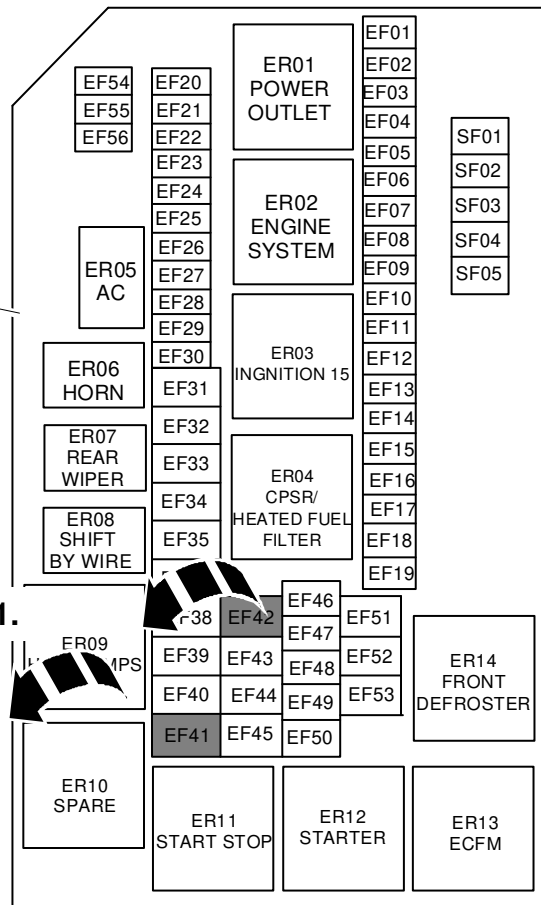 EF54
EF55
EF56
EF20
EF21
EF22
EF23
EF24
EF25
EF26
EF27
EF28
EF29
EF30
EF31
EF32
EF33
EF34
EF35
ER01
POWER
OUTLET
ER02
ENGINE
SYSTEM
ER03
INGNITION 15
ER04
CPSR/
HEATED FUEL
FILTER
EF01
EF02
EF03
EF04
EF05
EF06
EF07
EF08
EF09
EF10
EF11
EF12
EF13
EF14
EF15
EF16
EF17
EF18
EF19
SF01
SF02
SF03
SF04
SF05
ER05
AC
ER06
HORN
ER07
REAR
WIPER
ER08
SHIFT
BY WIRE
1.
ER09
EF39
EF40
EF41
EF42
EF43
EF44
EF45
EF46
EF47
EF48
EF49
EF50
EF51
EF52
EF53
ER14
FRONT
DEFROSTER
ER10
SPARE
ER11
START STOP
ER12
STARTER
ER13
ECFM